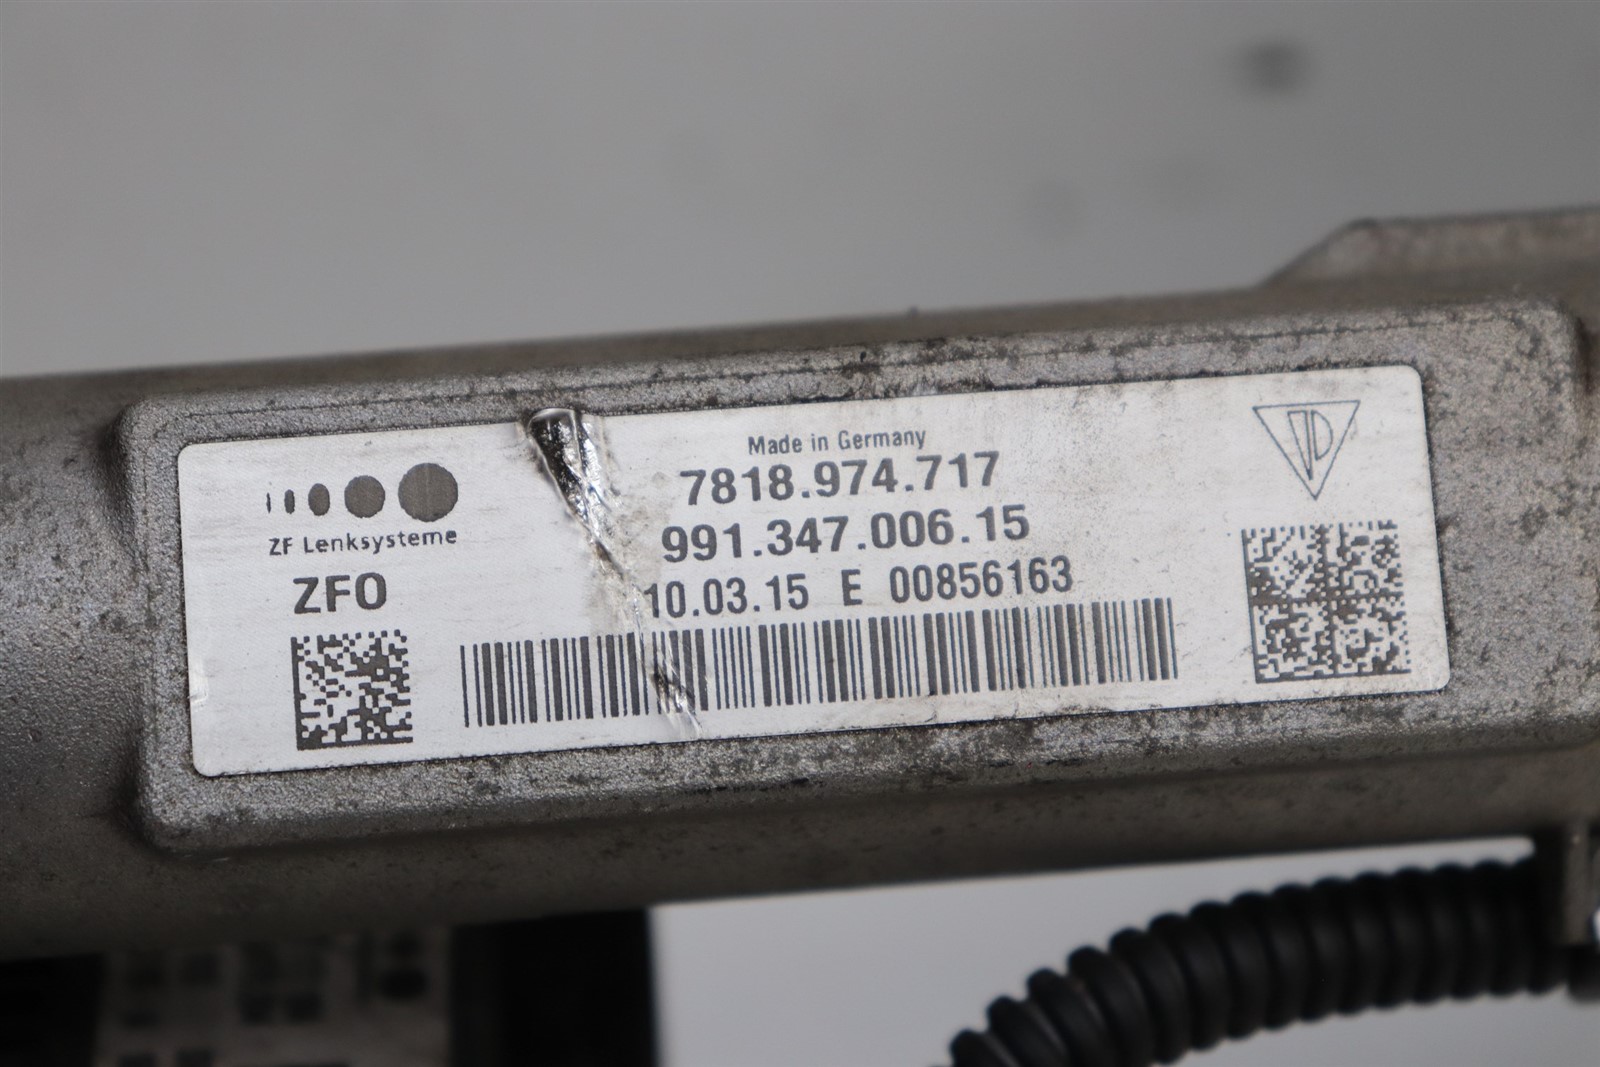 Made in Germany
7818.974.717
991.347.006.15
10.03.15 E 00856163
ZF Lenksysteme
ZFO